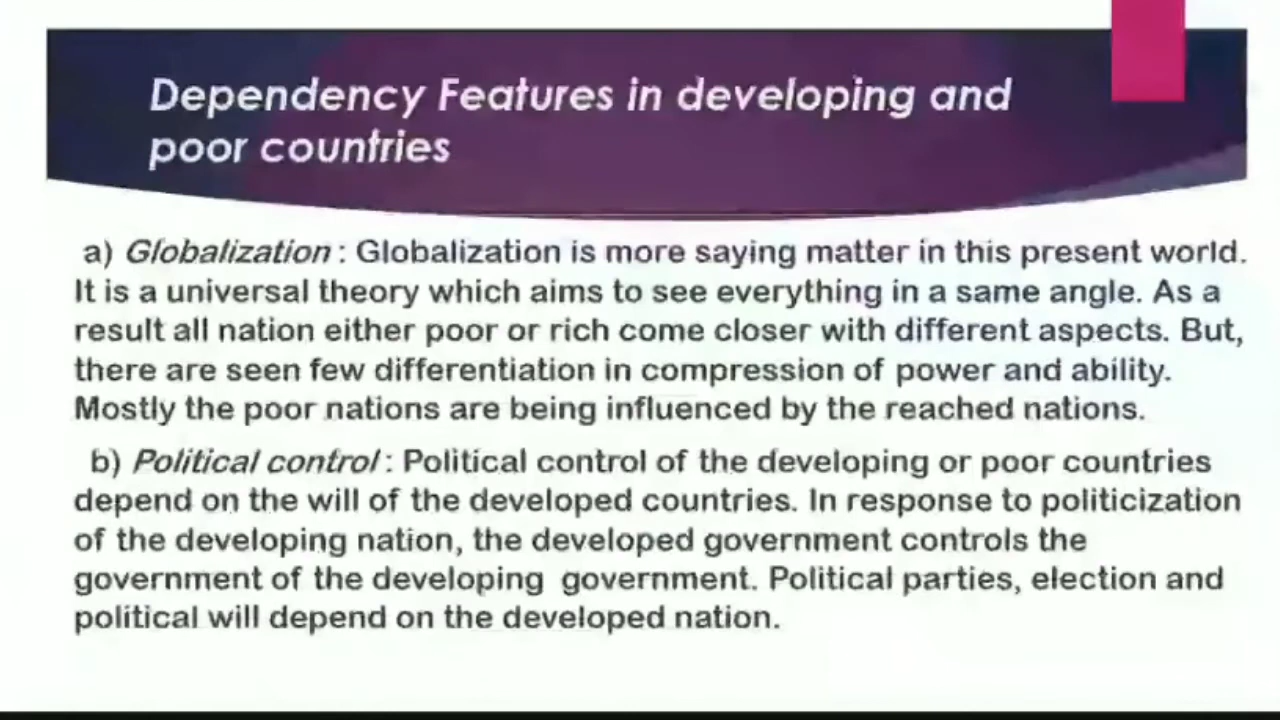 Dependency Features in developing and
poor countries
a) Globalization : Globalization is more saying matter in this present world.
It is a universal theory which aims to see everything in a same angle. As a
result all nation either poor or rich come closer with different aspects. But,
there are seen few differentiation in compression of power and ability.
Mostly the poor nations are being influenced by the reached nations.
b) Political control : Political control of the developing or poor countries
depend on the will of the developed countries. In response to politicization
of the developing nation, the developed government controls the
government of the developing government. Political parties, election and
political will depend on the developed nation.